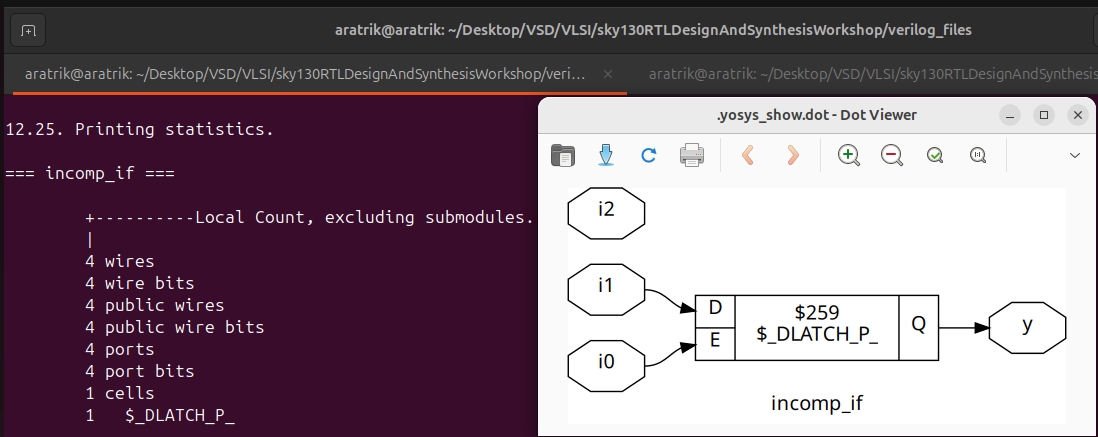 aratrik@aratrik: ~/Desktop/VSD/VLSI/sky130RTLDesignAndSynthesisWorkshop/verilog_files
aratrik@aratrik: ~/Desktop/VSD/VLSI/sky130RTLDesignAndSynthesisWorkshop/veri... ×
aratrik@aratrik: ~/Desktop/VSD/VLSI/sky130RTLDesignAndSynthesis
12.25. Printing statistics.
=== incomp_if ===
+----------Local Count, excluding submodules.
|
4 wires
4 wire bits
4 public wires
4 public wire bits
4 ports
4 port bits
1 cells
1 $_DLATCH_P_
.yosys_show.dot - Dot Viewer
i2
i1
i0
D
E
$259
$_DLATCH_P_
Q
y
incomp_if